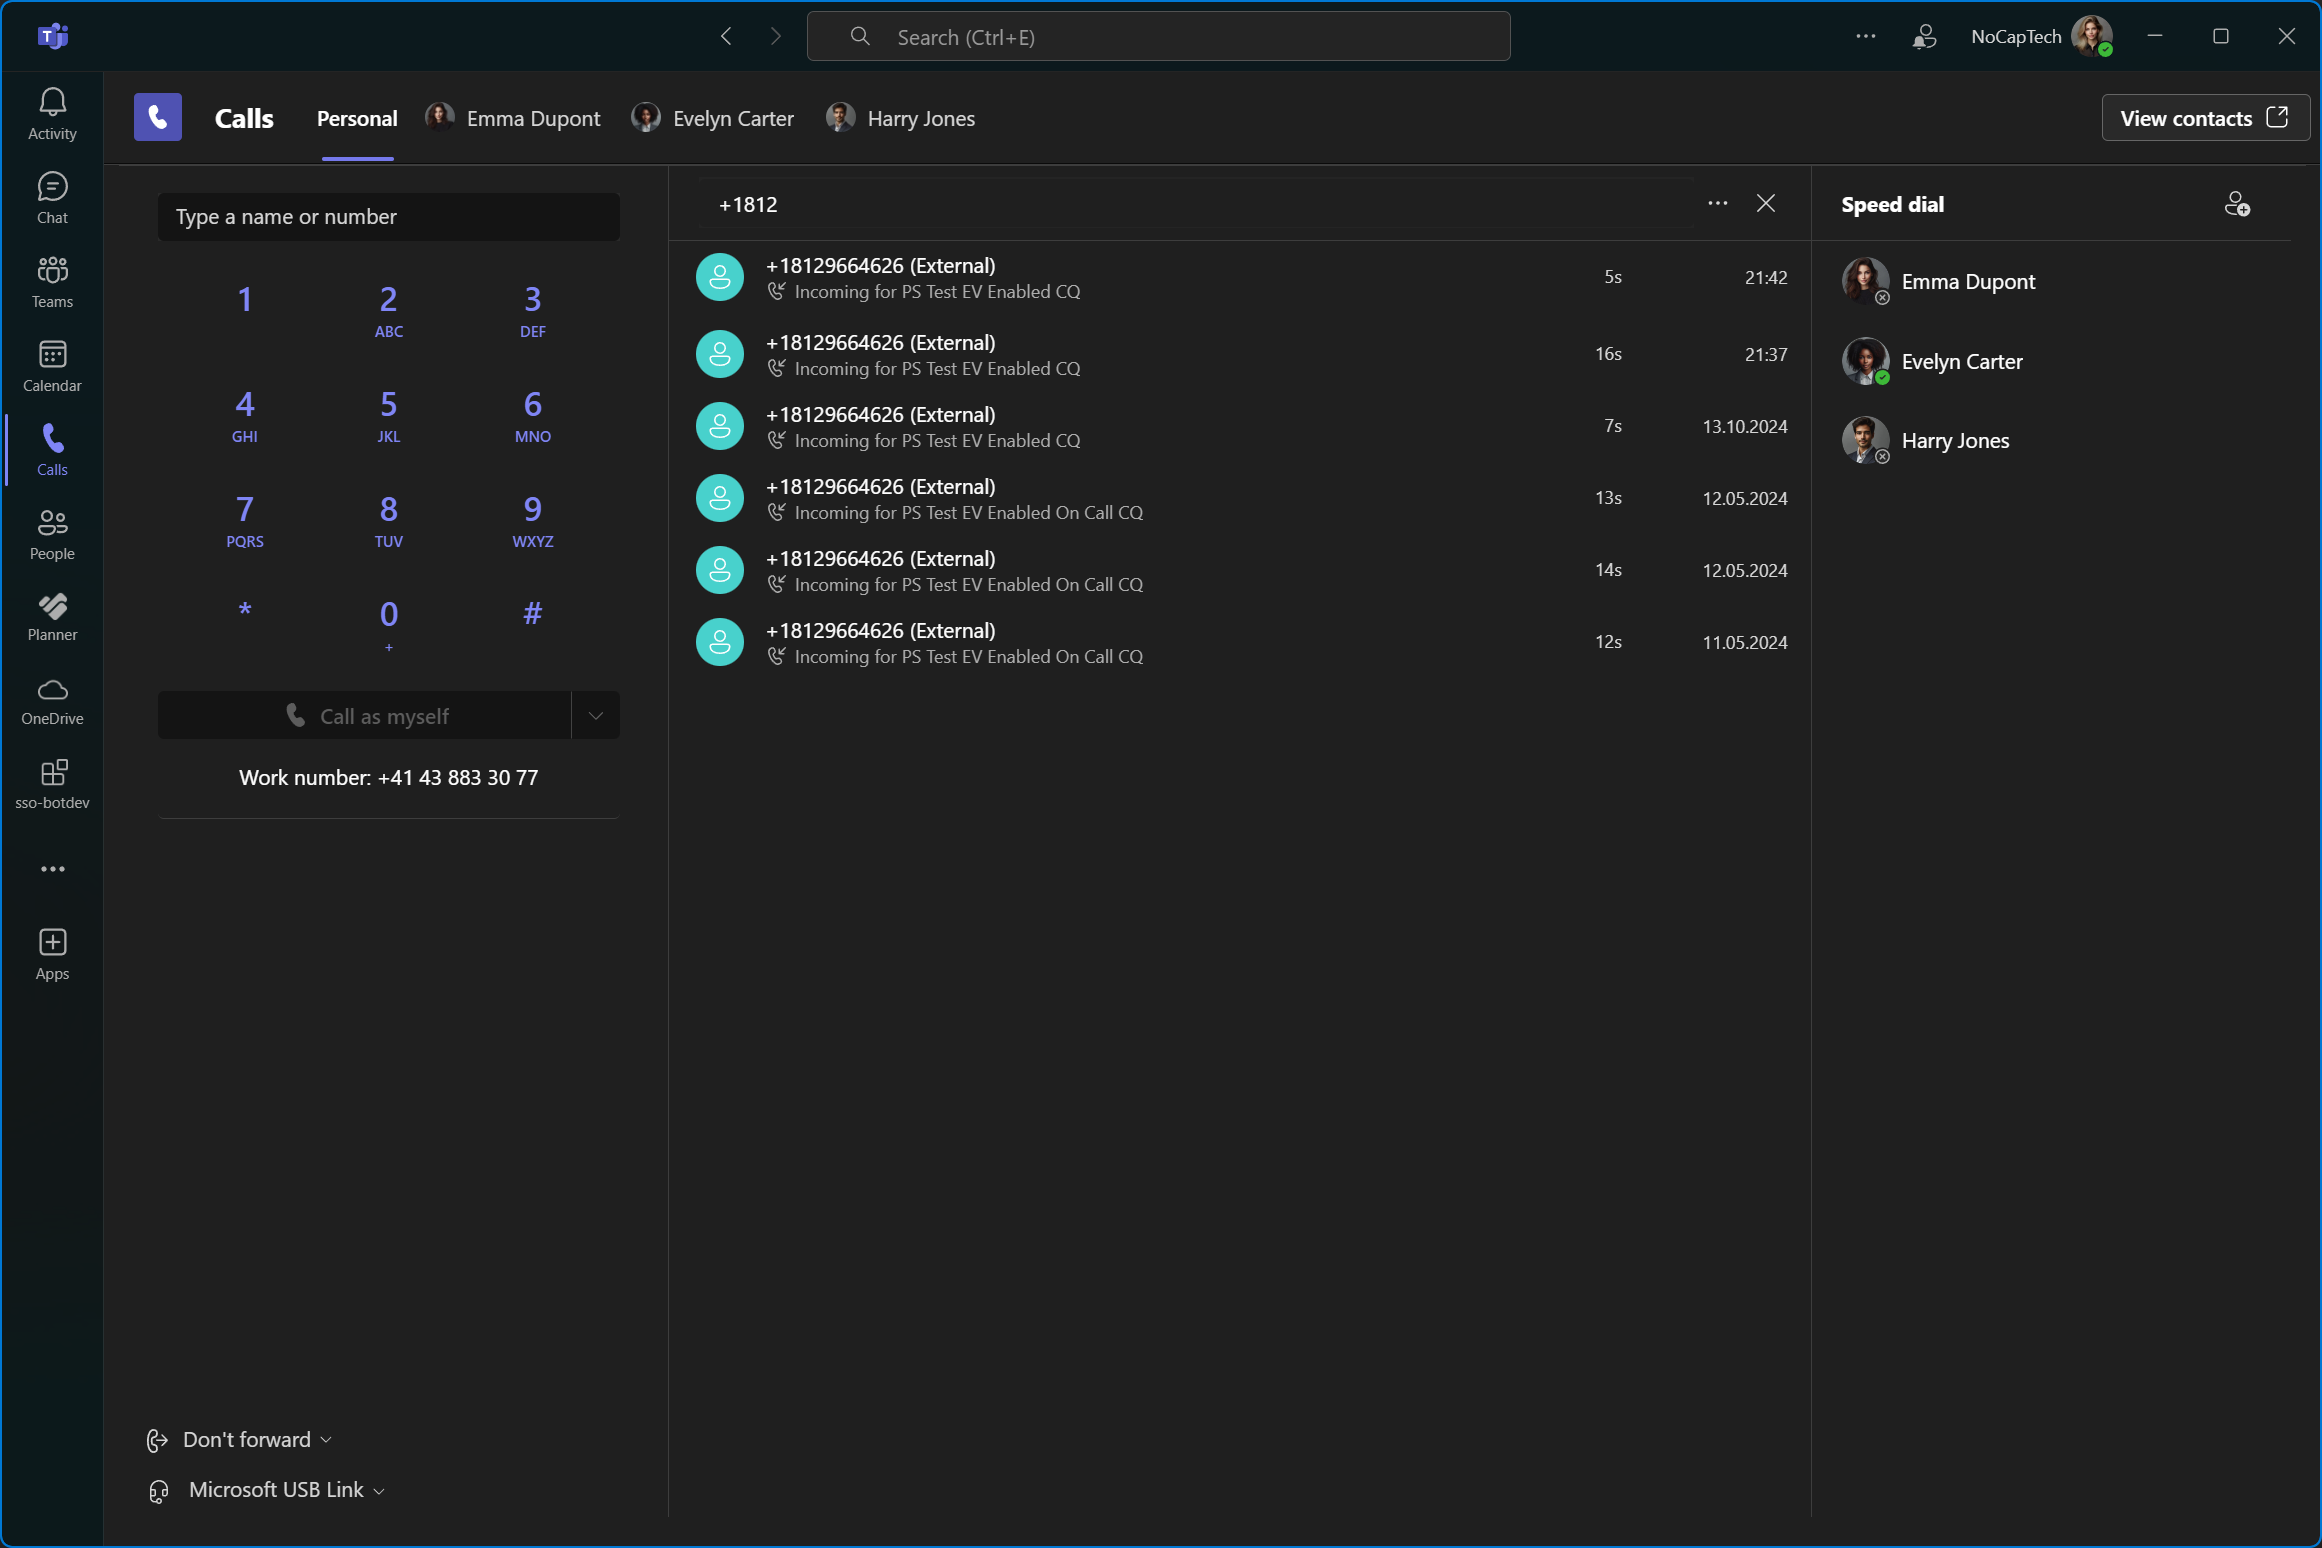 Search (Ctrl+E)
NoCapTech
Activity
Chat
Teams
Calendar
Calls
People
Planner
OneDrive
sso-botdev
Apps
Calls
Personal
Emma Dupont
Evelyn Carter
Harry Jones
View contacts
Type a name or number
1
2
ABC
3
DEF
4
GHI
5
JKL
6
MNO
7
PQRS
8
TUV
9
WXYZ
*
0
+
#
Call as myself
Work number: +41 43 883 30 77
Don't forward
Microsoft USB Link
+1812
+18129664626 (External)
Incoming for PS Test EV Enabled CQ
5s
21:42
+18129664626 (External)
Incoming for PS Test EV Enabled CQ
16s
21:37
+18129664626 (External)
Incoming for PS Test EV Enabled CQ
7s
13.10.2024
+18129664626 (External)
Incoming for PS Test EV Enabled On Call CQ
13s
12.05.2024
+18129664626 (External)
Incoming for PS Test EV Enabled On Call CQ
14s
12.05.2024
+18129664626 (External)
Incoming for PS Test EV Enabled On Call CQ
12s
11.05.2024
Speed dial
Emma Dupont
Evelyn Carter
Harry Jones